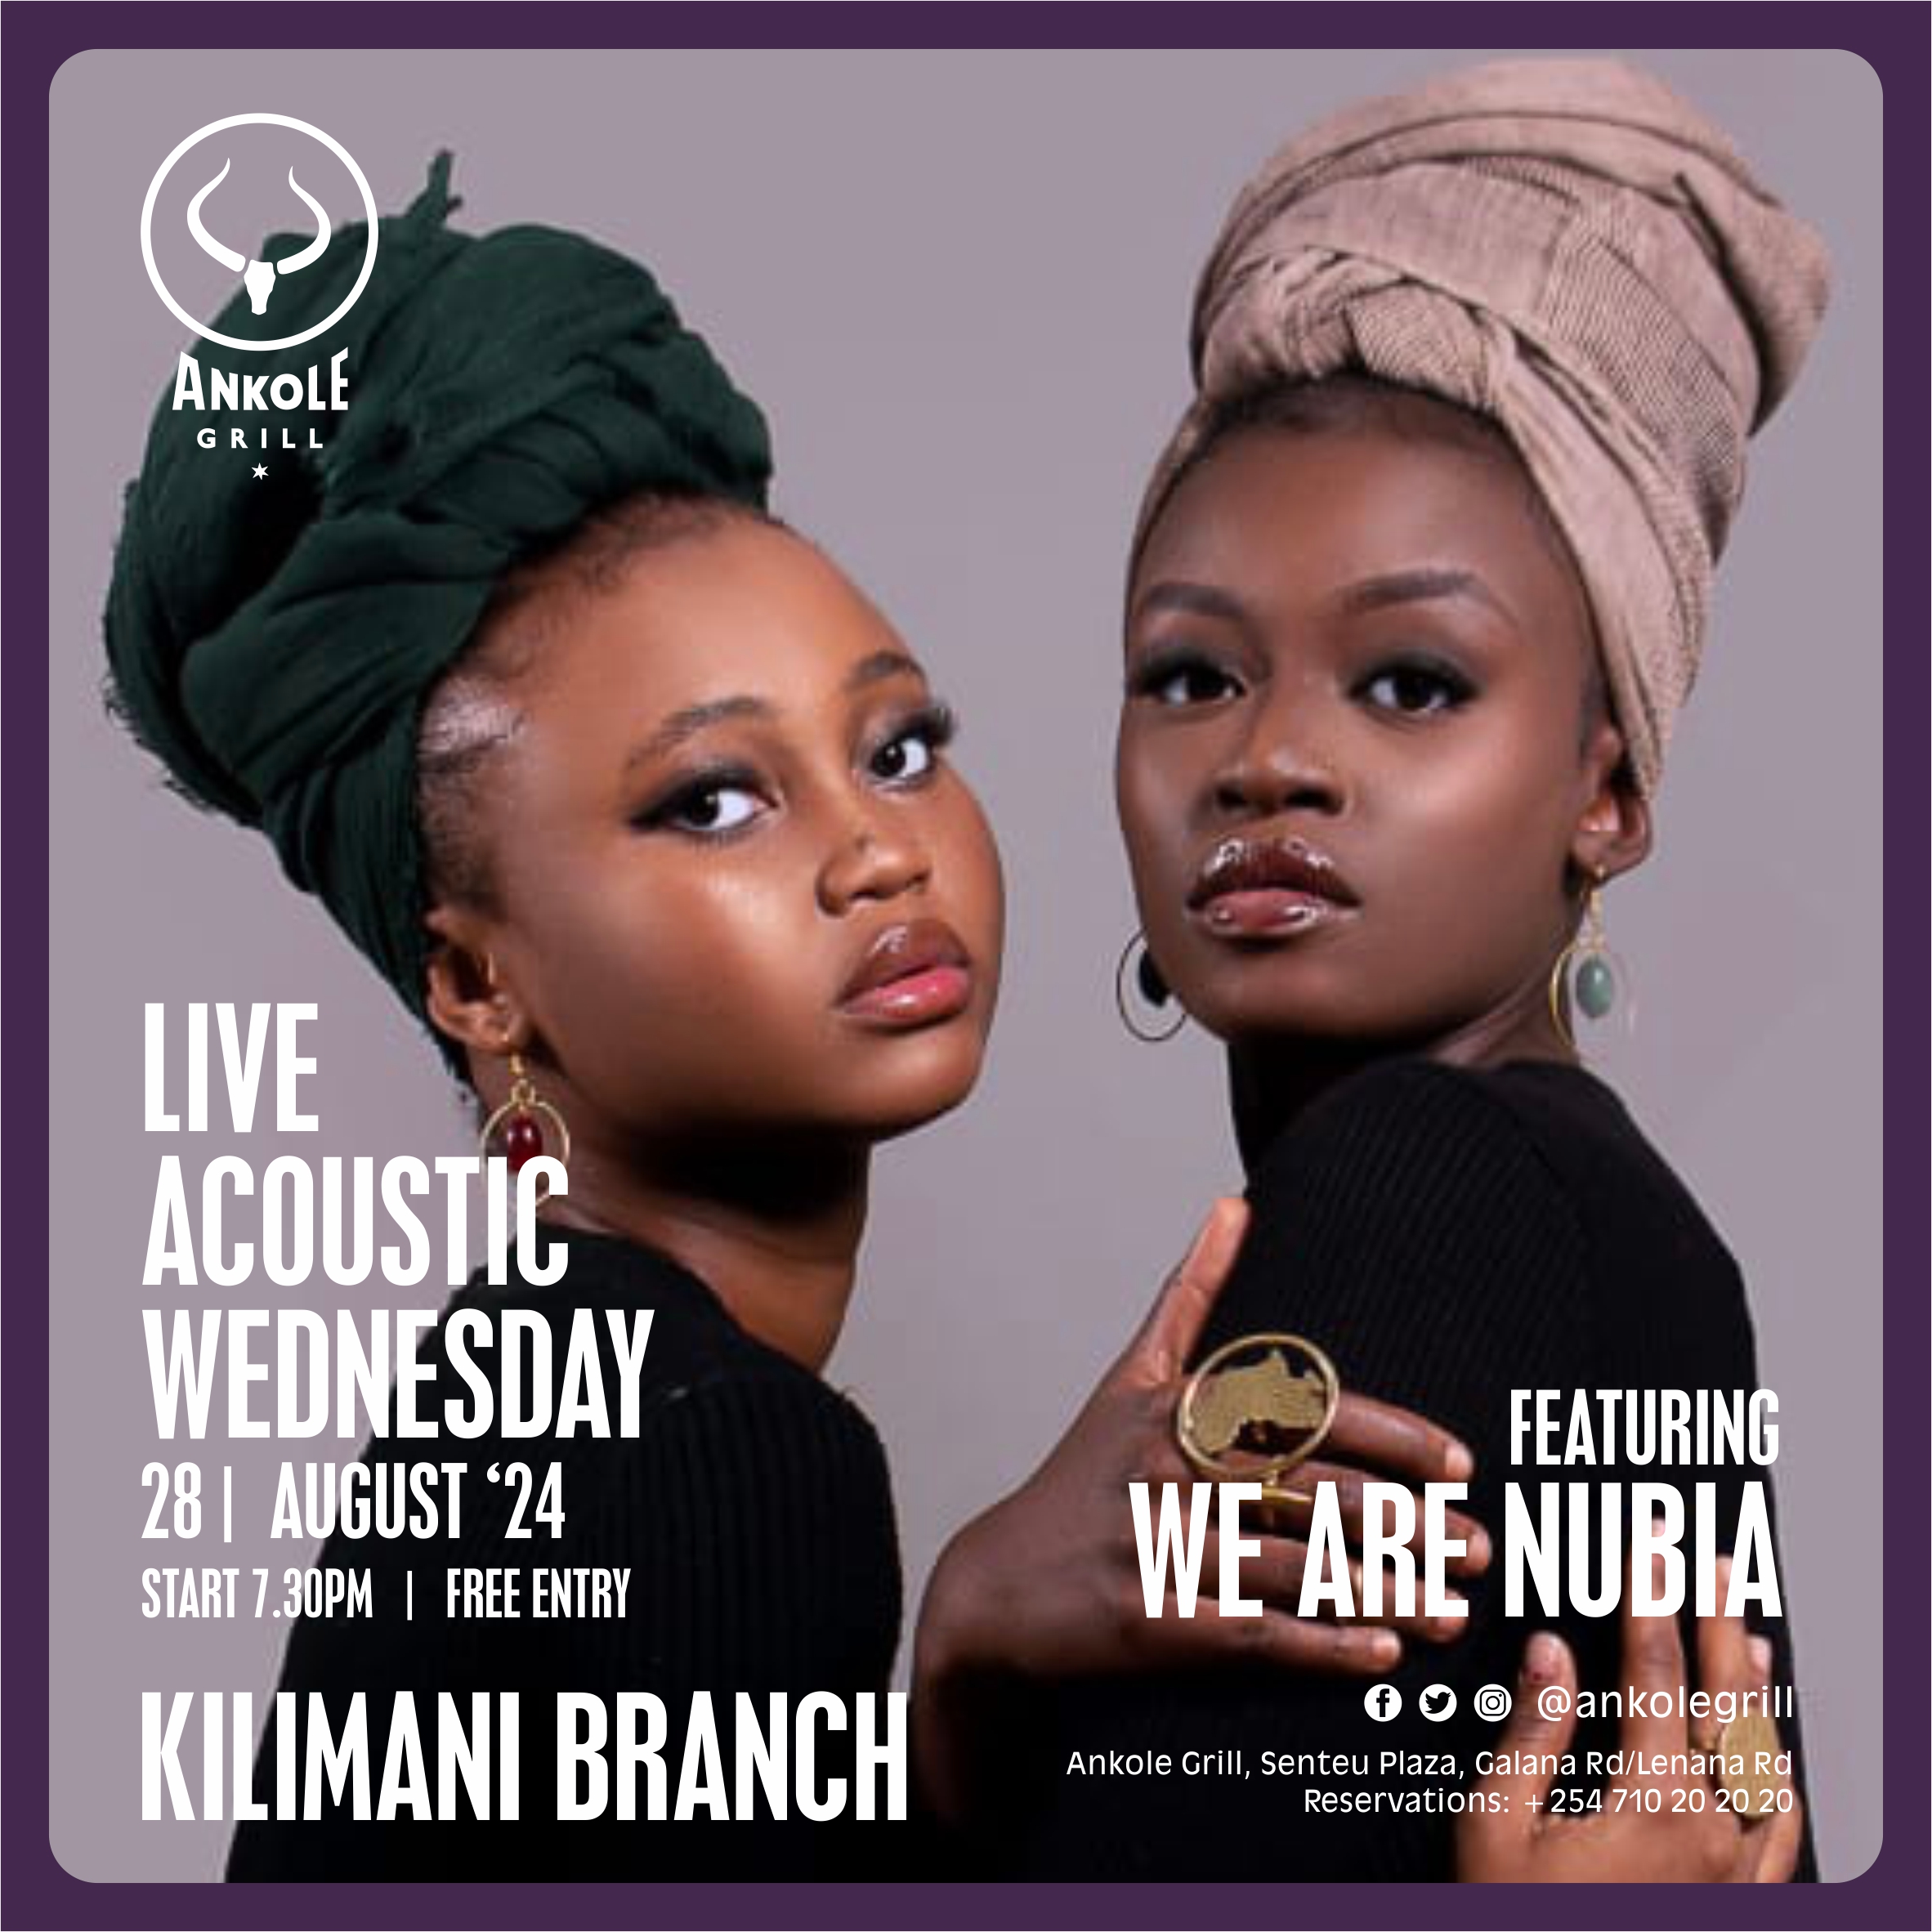 ANKOLE
GRILL
LIVE
ACOUSTIC
WEDNESDAY
28 | AUGUST ‘24
START 7.30PM | FREE ENTRY
KILIMANI BRANCH
FEATURING
WE ARE NUBIA
@ankolegrill
Ankole Grill, Senteu Plaza, Galana Rd/Lenana Rd
Reservations: +254 710 20 20 20